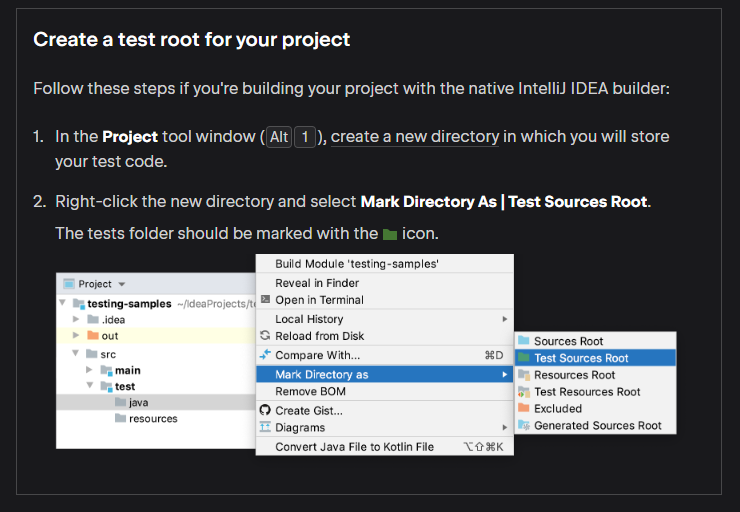 Create a test root for your project
Follow these steps if you're building your project with the native IntelliJ IDEA builder:
1. In the Project tool window (Alt 1), create a new directory in which you will store
your test code.
2. Right-click the new directory and select Mark Directory As | Test Sources Root.
The tests folder should be marked with the icon.
Project
testing-samples ~/IdeaProjects/te
.idea
out
src
main
test
java
resources
Build Module 'testing-samples'
Reveal in Finder
Open in Terminal
Local History
Reload from Disk
Compare With... ⌘D
Mark Directory as
Remove BOM
Create Gist...
Diagrams
Convert Java File to Kotlin File ⌥⇧⌘K
Sources Root
Test Sources Root
Resources Root
Test Resources Root
Excluded
Generated Sources Root